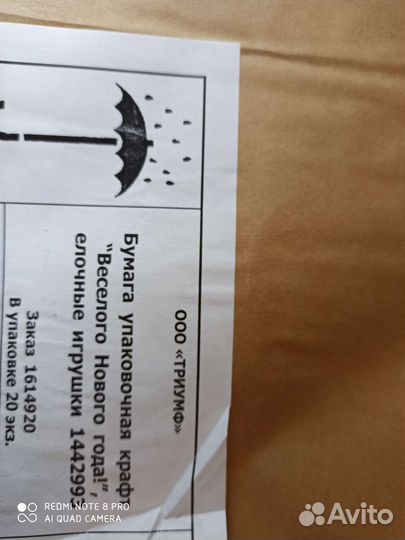 ООО «ТРИУМФ»
Бумага упаковочная крафт
"Веселого Нового года!",
елочные игрушки 1442993
Заказ 1614920
В упаковке 20 экз.
REDMI NOTE 8 PRO
AI QUAD CAMERA
Avito